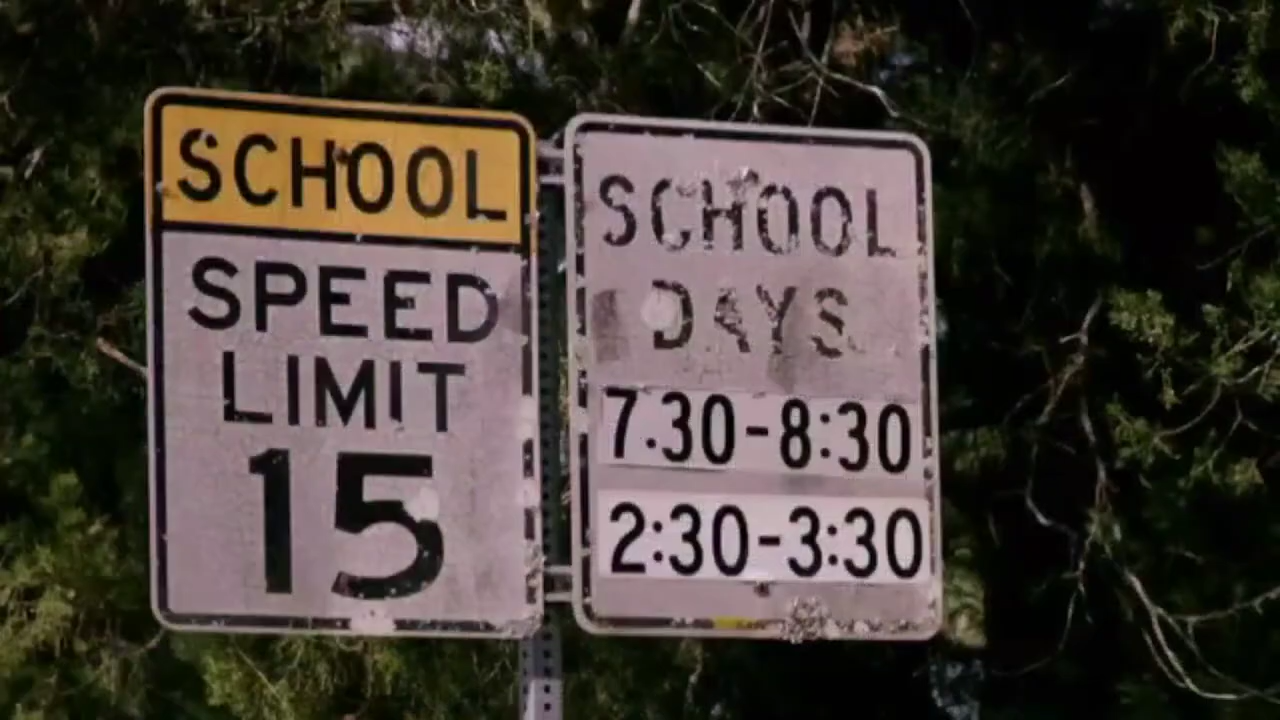 SCHOOL
SPEED
LIMIT
15
SCHOOL
DAYS
7.30-8:30
2:30-3:30